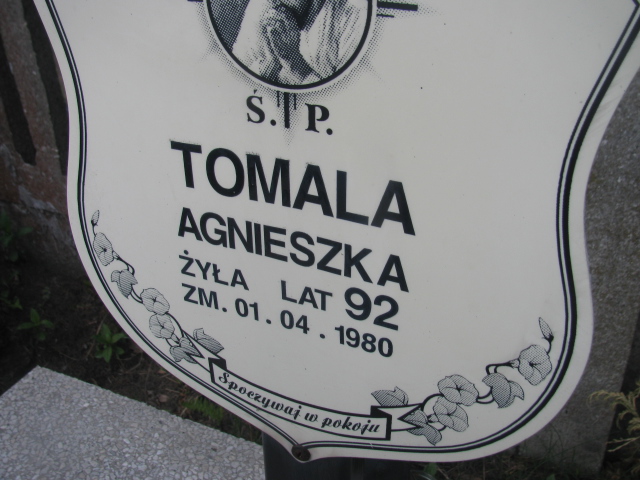 Ś. P.
TOMALA
AGNIESZKA
ŻYŁA LAT 92
ZM. 01. 04. 1980
Spoczywaj w pokoju